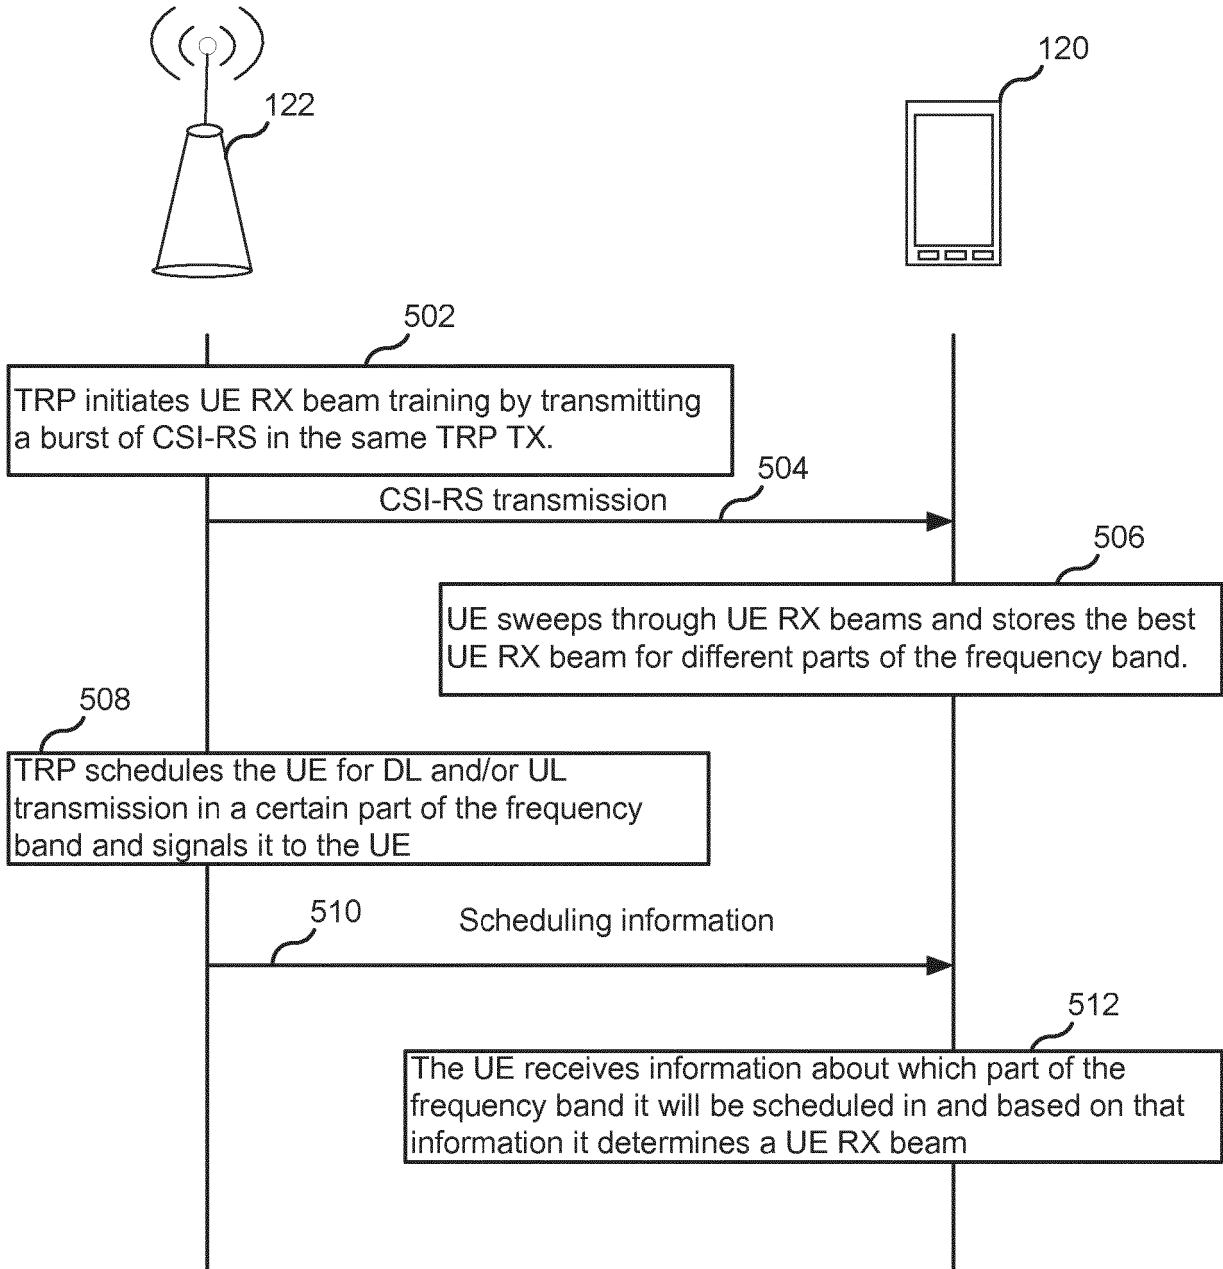 122
120
502
TRP initiates UE RX beam training by transmitting
a burst of CSI-RS in the same TRP TX.
504
CSI-RS transmission
506
UE sweeps through UE RX beams and stores the best
UE RX beam for different parts of the frequency band.
508
TRP schedules the UE for DL and/or UL
transmission in a certain part of the frequency
band and signals it to the UE
510
Scheduling information
512
The UE receives information about which part of the
frequency band it will be scheduled in and based on that
information it determines a UE RX beam